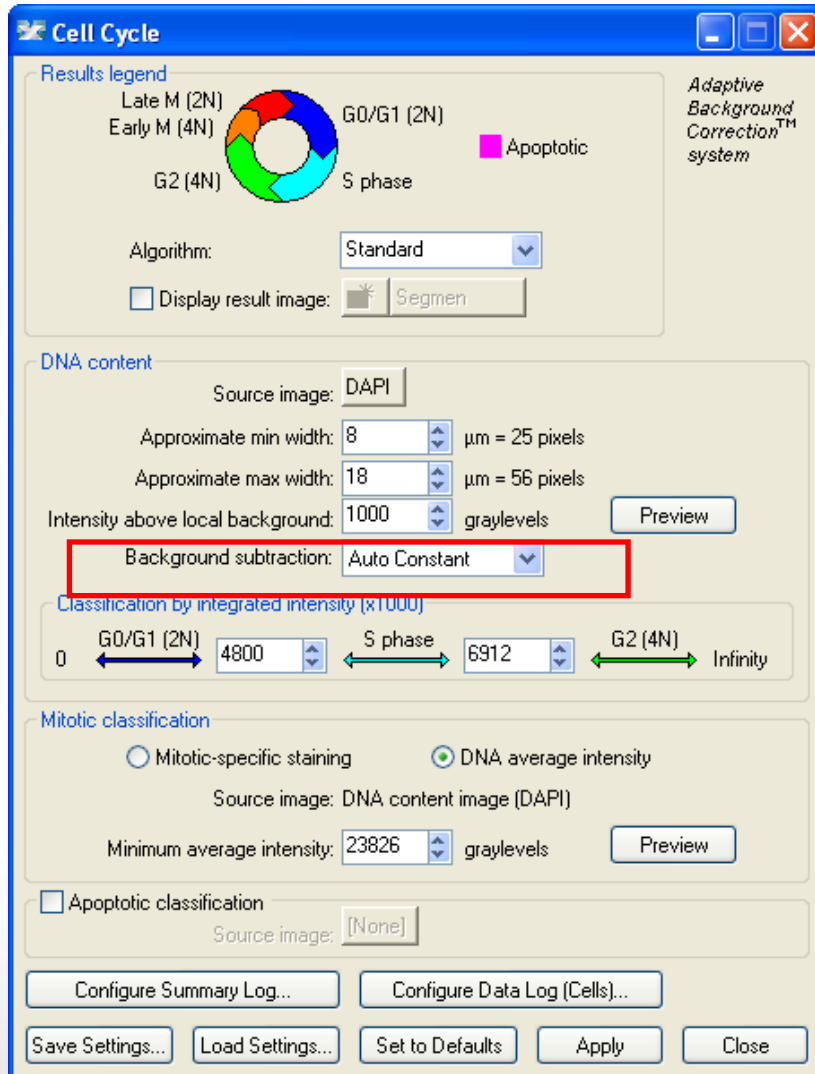 Cell Cycle
Results legend
Late M (2N)
Early M (4N)
G2 (4N)
G0/G1 (2N)
S phase
Apoptotic
Adaptive
Background
Correction™
system
Algorithm: Standard
Display result image: Segmen
DNA content
Source image: DAPI
Approximate min width: 8 µm = 25 pixels
Approximate max width: 18 µm = 56 pixels
Intensity above local background: 1000 graylevels Preview
Background subtraction: Auto Constant
Classification by integrated intensity (x1000)
0 G0/G1 (2N) 4800 S phase 6912 G2 (4N) Infinity
Mitotic classification
Mitotic-specific staining DNA average intensity
Source image: DNA content image (DAPI)
Minimum average intensity: 23826 graylevels Preview
Apoptotic classification
Source image: [None]
Configure Summary Log... Configure Data Log (Cells)...
Save Settings... Load Settings... Set to Defaults Apply Close